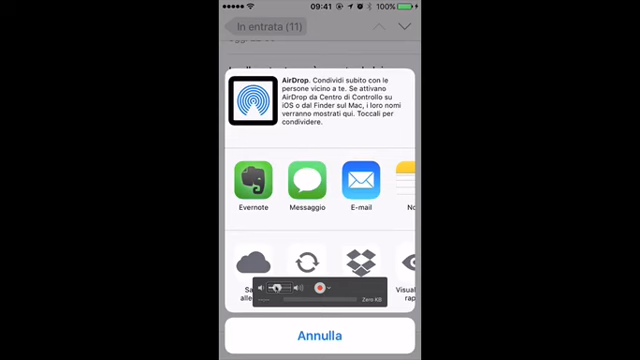 09:41 100%
In entrata (11)
AirDrop. Condividi subito con le
persone vicino a te. Se attivano
AirDrop da Centro di Controllo su
iOS o dal Finder sul Mac, i loro nomi
verranno mostrati qui. Toccali per
condividere.
Evernote Messaggio E-mail No
Sa Visual
alle rap
Zero KB
Annulla